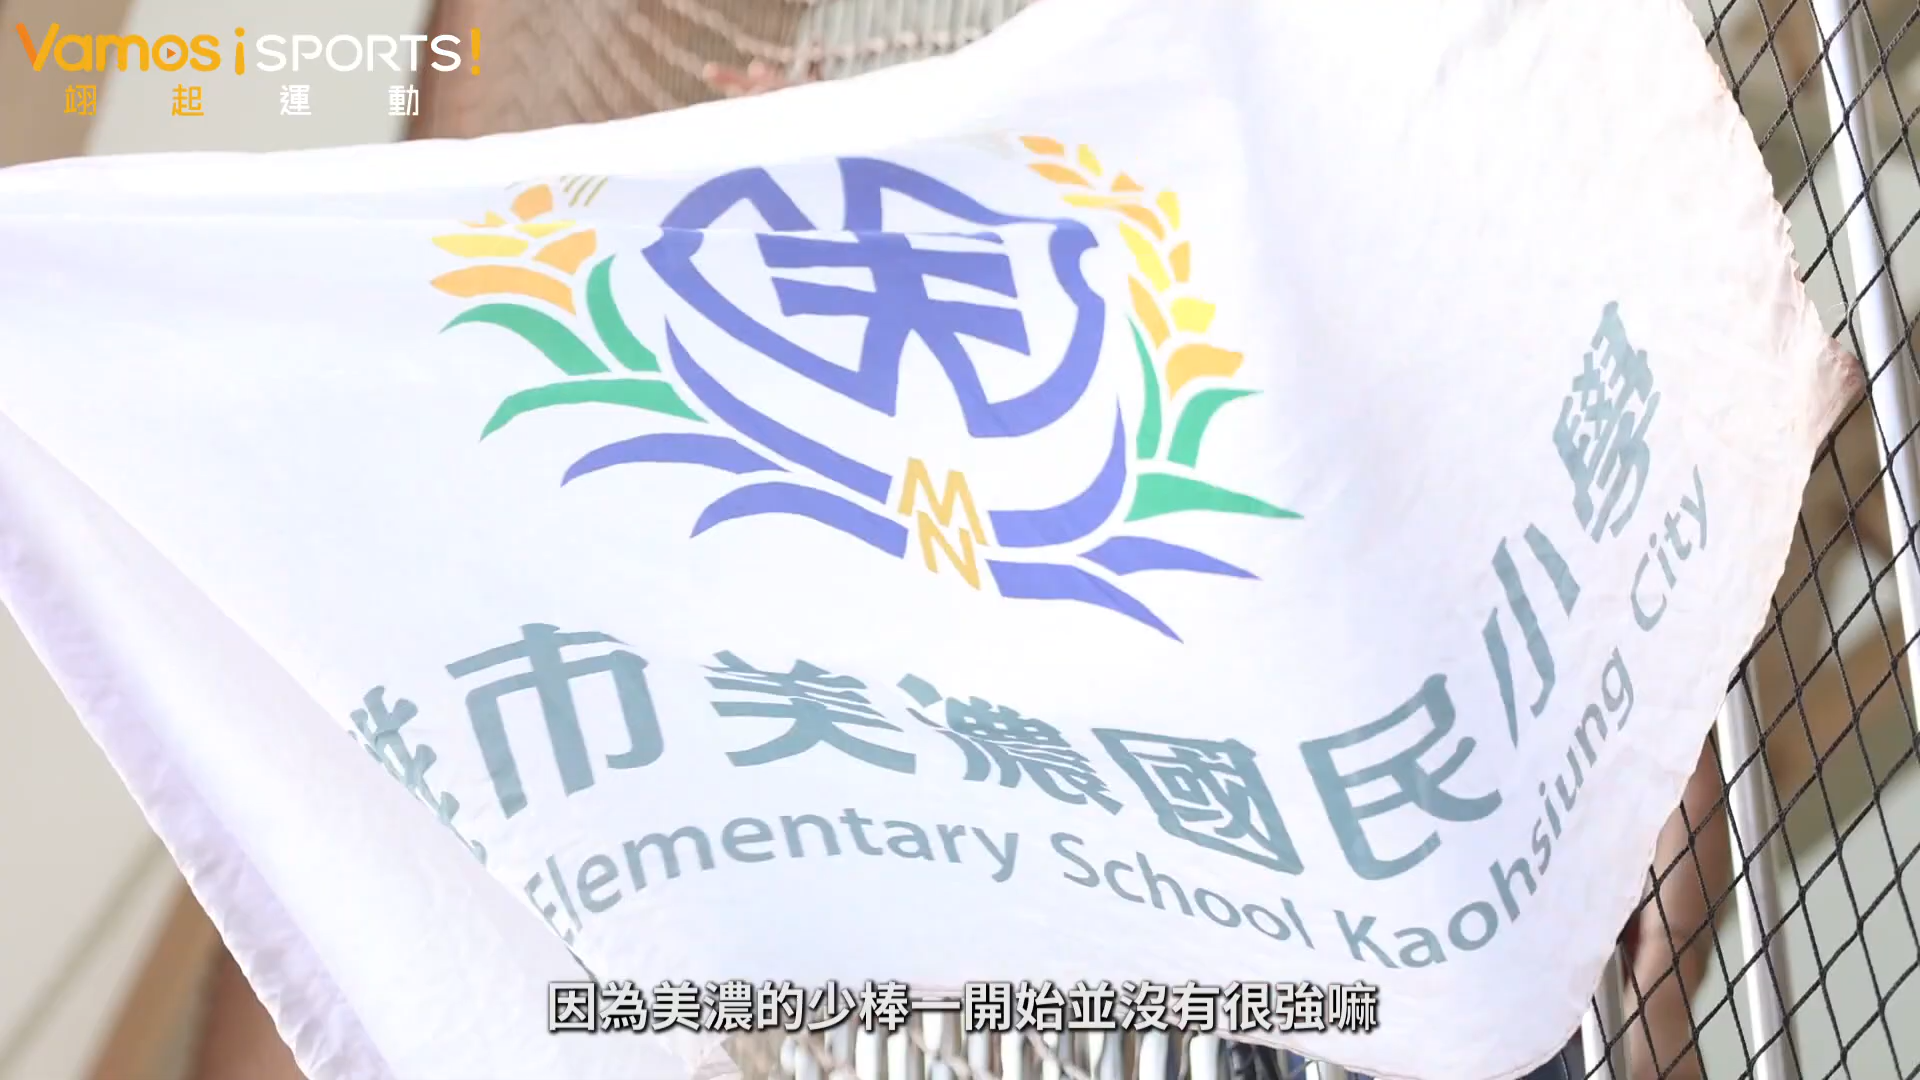 Vamos i SPORTS!
翊起運動
市美濃國民小學
Elementary School Kaohsiung City
因為美濃的少棒一開始並沒有很強嘛